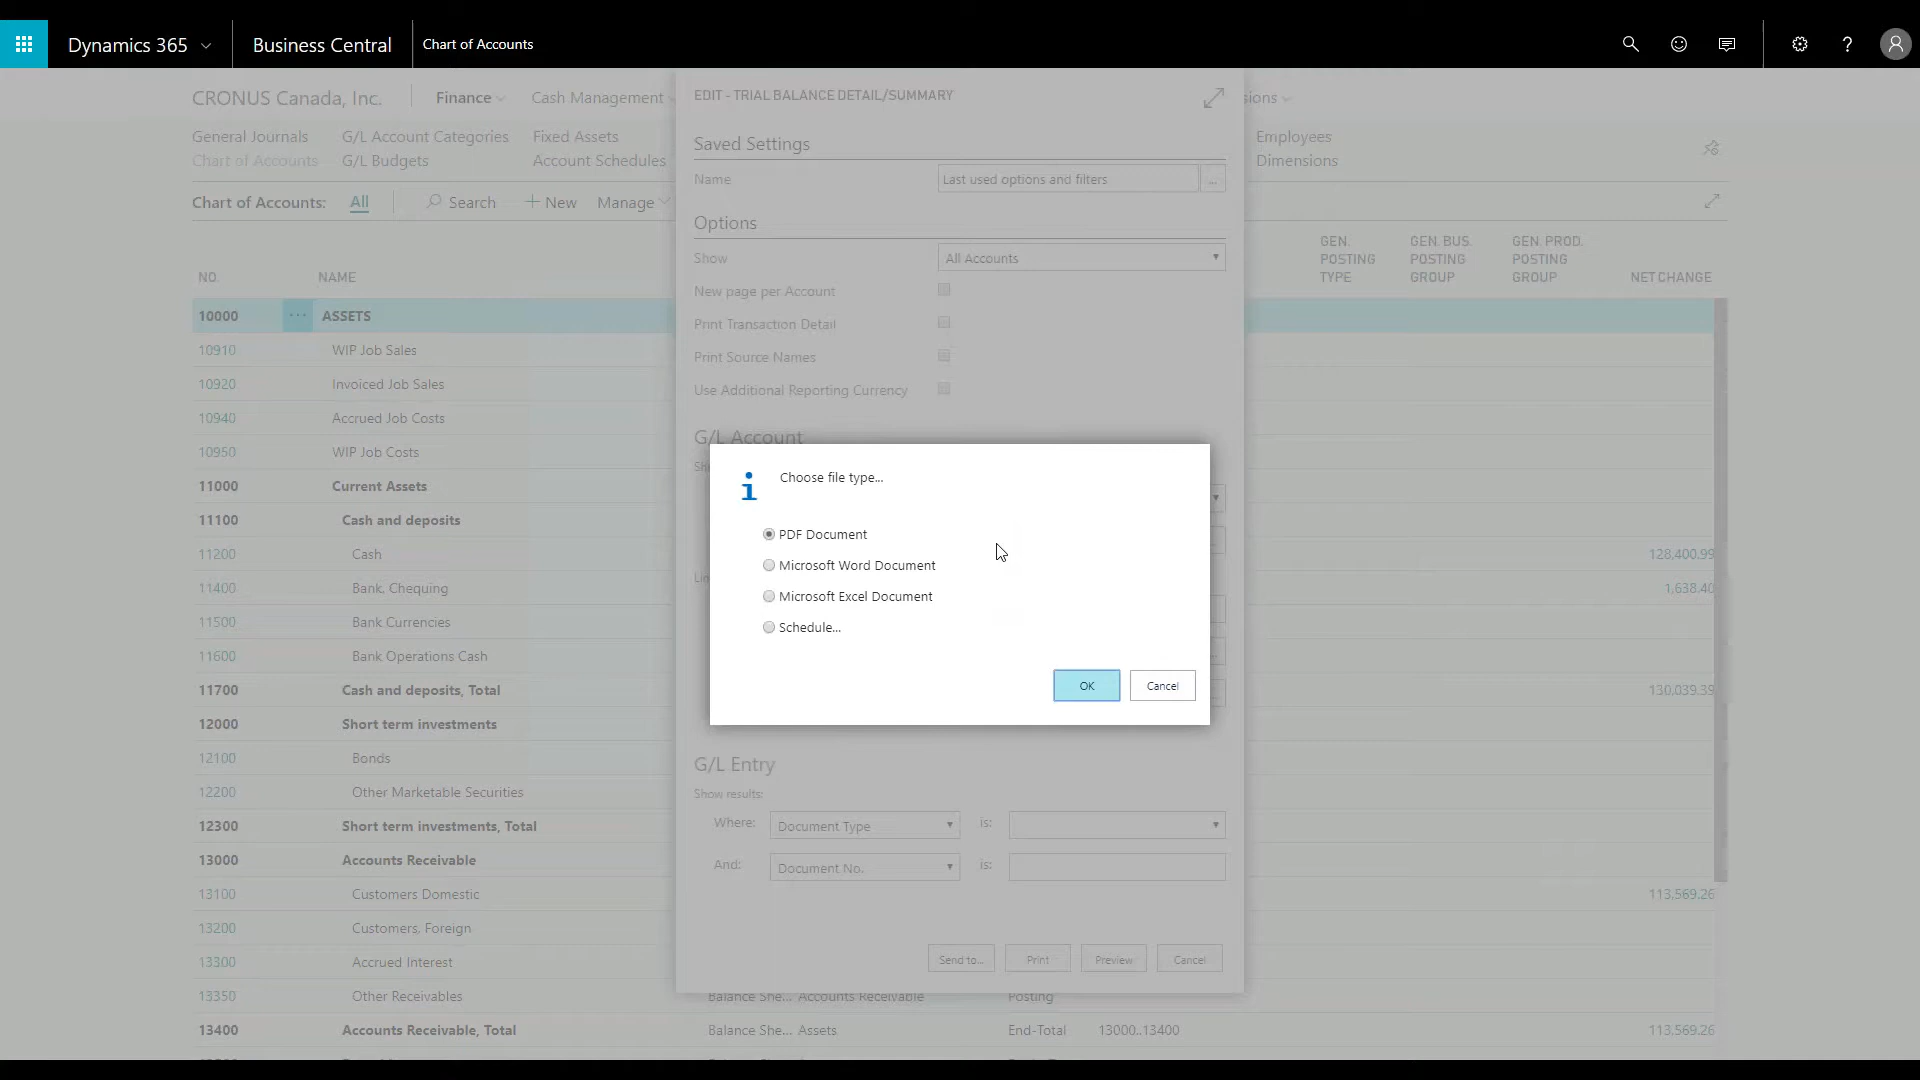 Dynamics 365
Business Central
Chart of Accounts
?
CRONUS Canada, Inc.
Finance
Cash Management
sions
General Journals
G/L Account Categories
Fixed Assets
Employees
Chart of Accounts
G/L Budgets
Account Schedules
Dimensions
Chart of Accounts:
All
Search
+ New
Manage
EDIT - TRIAL BALANCE DETAIL/SUMMARY
Saved Settings
Name
Last used options and filters
...
Options
Show
All Accounts
New page per Account
Print Transaction Detail
Print Source Names
Use Additional Reporting Currency
G/L Account
Choose file type...
PDF Document
Microsoft Word Document
Microsoft Excel Document
Schedule...
OK
Cancel
G/L Entry
Show results:
Where:
Document Type
is:
And:
Document No.
is:
Send to...
Print
Preview
Cancel
NO.
NAME
GEN. POSTING TYPE
GEN. BUS. POSTING GROUP
GEN. PROD. POSTING GROUP
NET CHANGE
10000 ... ASSETS
10910 WIP Job Sales
10920 Invoiced Job Sales
10940 Accrued Job Costs
10950 WIP Job Costs
11000 Current Assets
11100 Cash and deposits
11200 Cash 128,400.99
11400 Bank, Chequing 1,638.40
11500 Bank Currencies
11600 Bank Operations Cash
11700 Cash and deposits, Total 130,039.39
12000 Short term investments
12100 Bonds
12200 Other Marketable Securities
12300 Short term investments, Total
13000 Accounts Receivable
13100 Customers Domestic 113,569.26
13200 Customers, Foreign
13300 Accrued Interest
13350 Other Receivables Balance She... Accounts Receivable Posting
13400 Accounts Receivable, Total Balance She... Assets End-Total 13000..13400 113,569.26